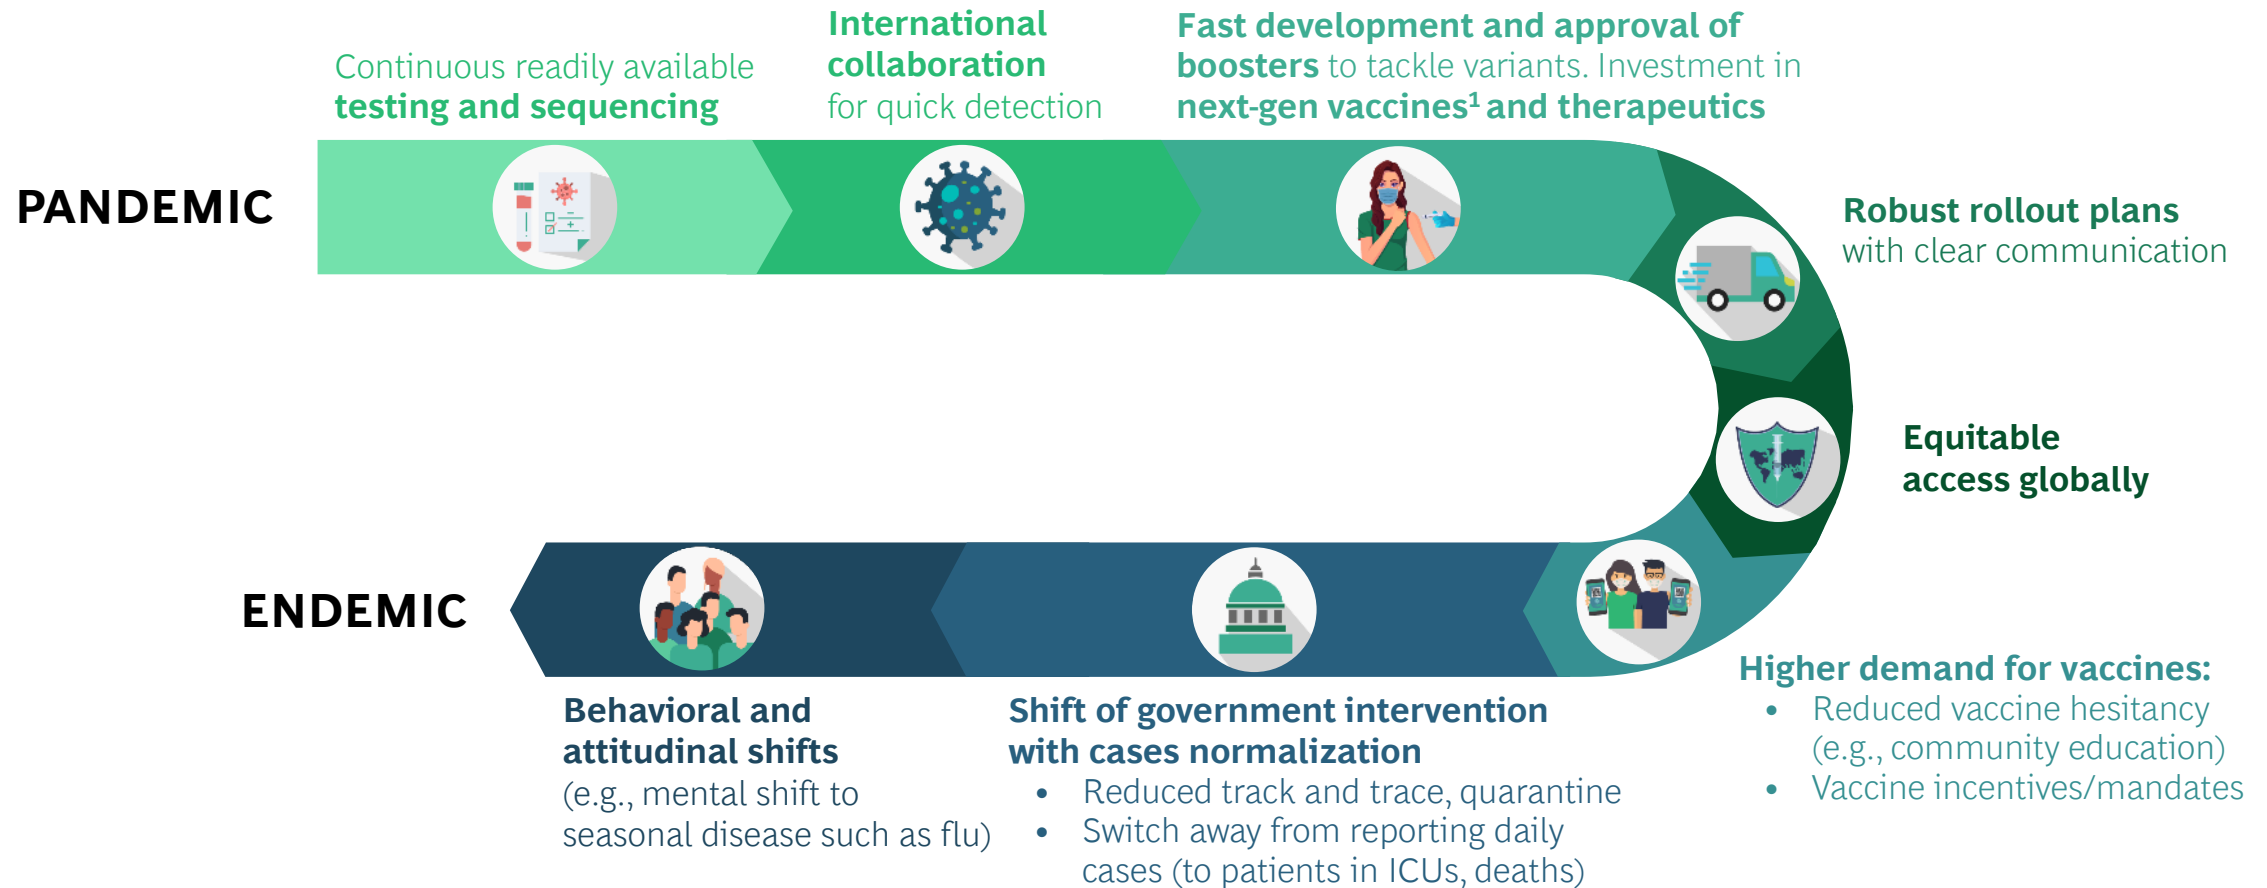 PANDEMIC
Continuous readily available
testing and sequencing
International
collaboration
for quick detection
Fast development and approval of
boosters to tackle variants. Investment in
next-gen vaccines¹ and therapeutics
Robust rollout plans
with clear communication
Equitable
access globally
Higher demand for vaccines:
• Reduced vaccine hesitancy
(e.g., community education)
• Vaccine incentives/mandates
Shift of government intervention
with cases normalization
• Reduced track and trace, quarantine
• Switch away from reporting daily
cases (to patients in ICUs, deaths)
Behavioral and
attitudinal shifts
(e.g., mental shift to
seasonal disease such as flu)
ENDEMIC